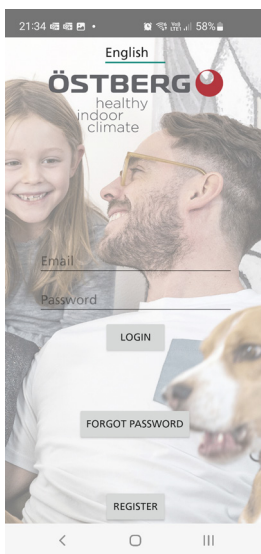 21:34
58%
English
ÖSTBERG
healthy
indoor
climate
Email
Password
LOGIN
FORGOT PASSWORD
REGISTER